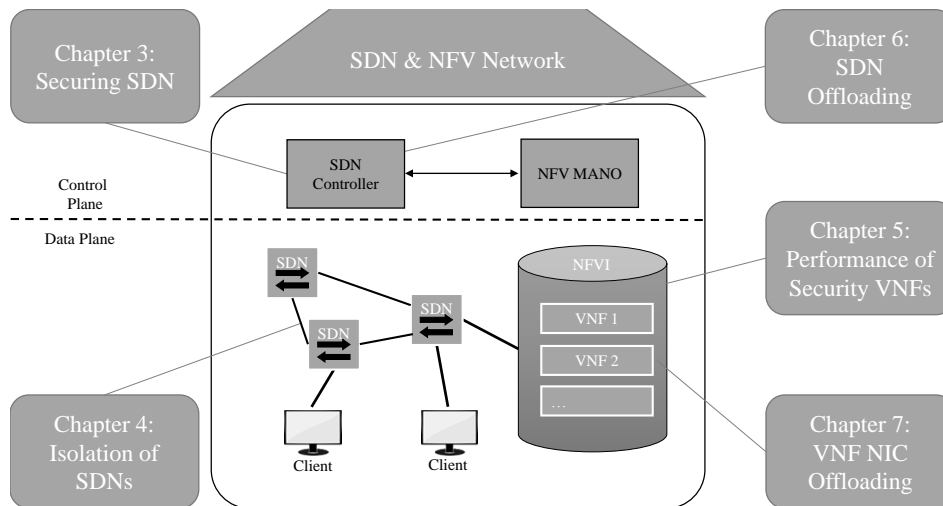 Chapter 3:
Securing SDN
SDN & NFV Network
Chapter 6:
SDN
Offloading
SDN
Controller
NFV MANO
Control
Plane
Data Plane
SDN
SDN
SDN
NFVI
VNF 1
VNF 2
...
Chapter 5:
Performance of
Security VNFs
Chapter 4:
Isolation of
SDNs
Client
Client
Chapter 7:
VNF NIC
Offloading